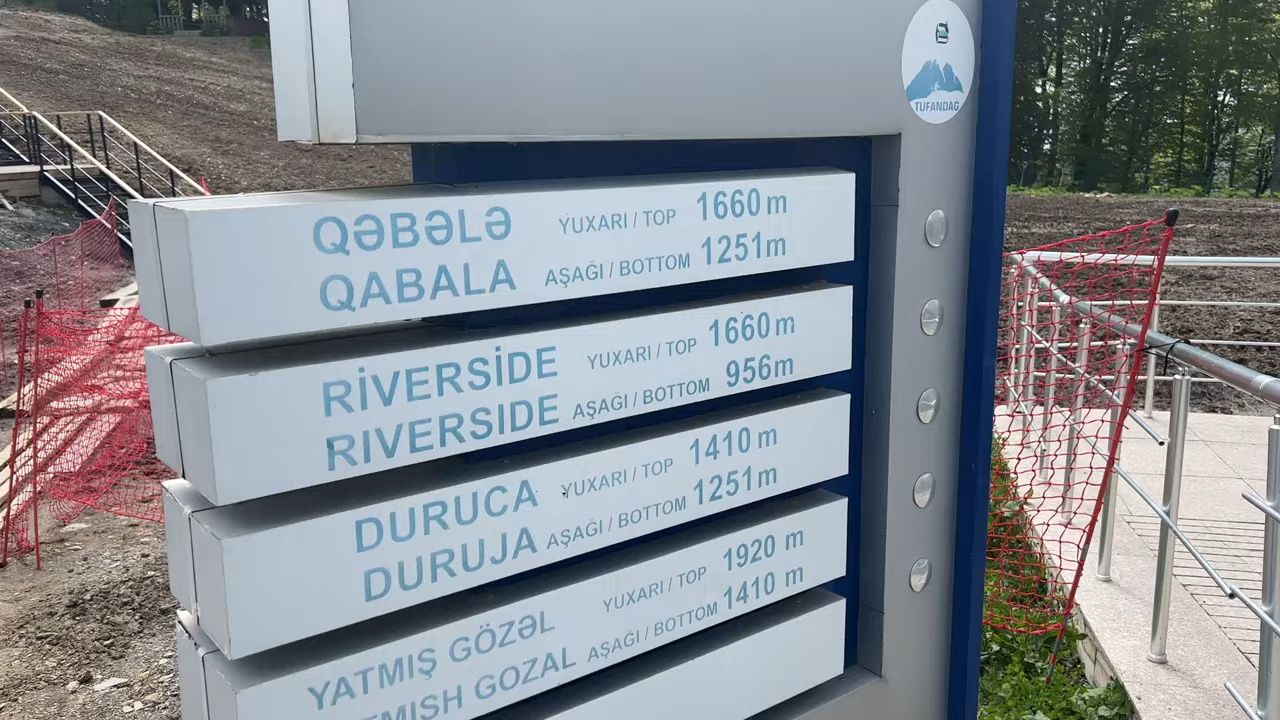 TUFANDAG
QƏBƏLƏ YUXARI / TOP 1660 m
QABALA AŞAĞI / BOTTOM 1251m
RİVERSİDE YUXARI / TOP 1660 m
RIVERSIDE AŞAĞI / BOTTOM 956m
DURUCA YUXARI / TOP 1410 m
DURUJA AŞAĞI / BOTTOM 1251m
YATMIŞ GÖZƏL YUXARI / TOP 1920 m
GOZAL AŞAĞI / BOTTOM 1410 m